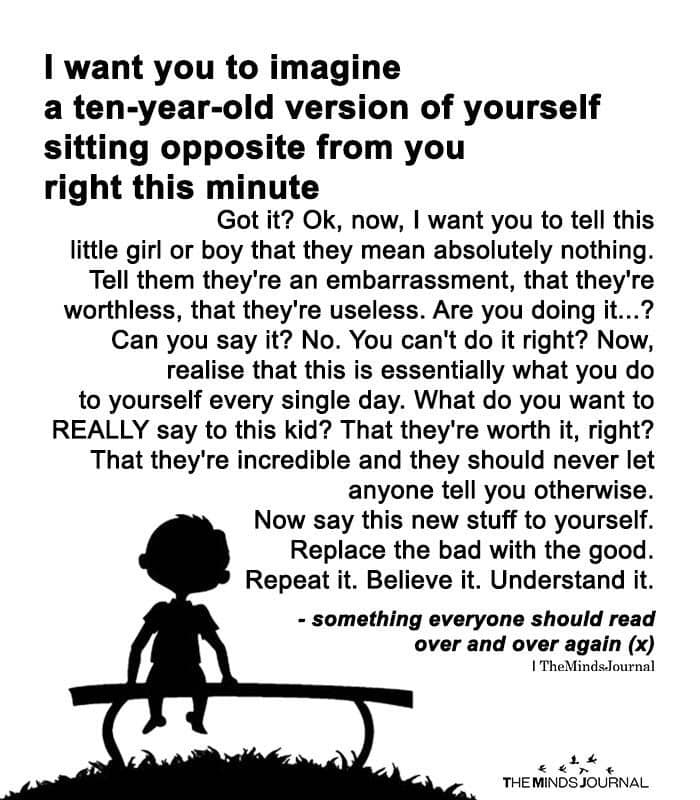 I want you to imagine
a ten-year-old version of yourself
sitting opposite from you
right this minute
Got it? Ok, now, I want you to tell this
little girl or boy that they mean absolutely nothing.
Tell them they're an embarrassment, that they're
worthless, that they're useless. Are you doing it...?
Can you say it? No. You can't do it right? Now,
realise that this is essentially what you do
to yourself every single day. What do you want to
REALLY say to this kid? That they're worth it, right?
That they're incredible and they should never let
anyone tell you otherwise.
Now say this new stuff to yourself.
Replace the bad with the good.
Repeat it. Believe it. Understand it.
- something everyone should read
over and over again (x)
| TheMindsJournal
THEMINDSJOURNAL